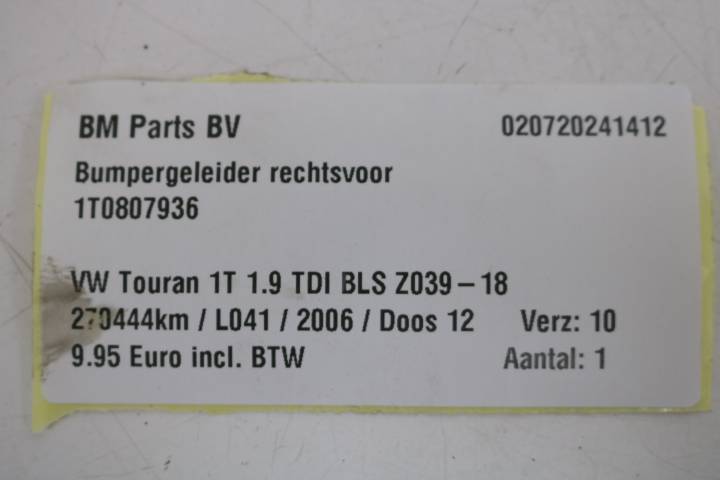 BM Parts BV 020720241412
Bumpergeleider rechtsvoor
1T0807936
VW Touran 1T 1.9 TDI BLS Z039-18
/ L041 / 2006 / Doos 12 Verz: 10
9.95 Euro incl. BTW Aantal: 1